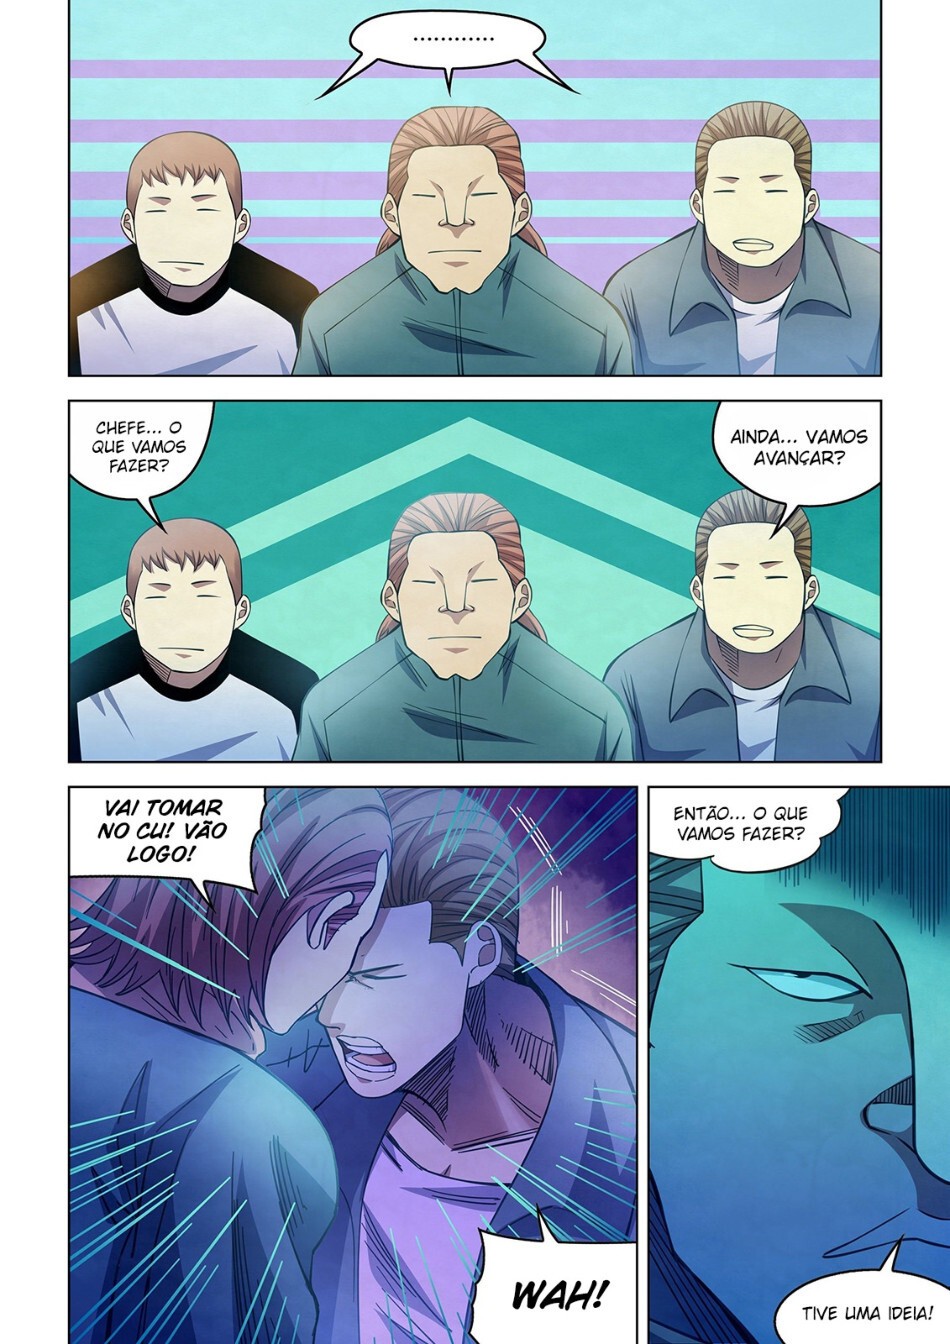 ............
CHEFE... O
QUE VAMOS
FAZER?
AINDA... VAMOS
AVANÇAR?
VAI TOMAR
NO CU! VÃO
LOGO!
WAH!
ENTÃO... O QUE
VAMOS FAZER?
TIVE UMA IDEIA!